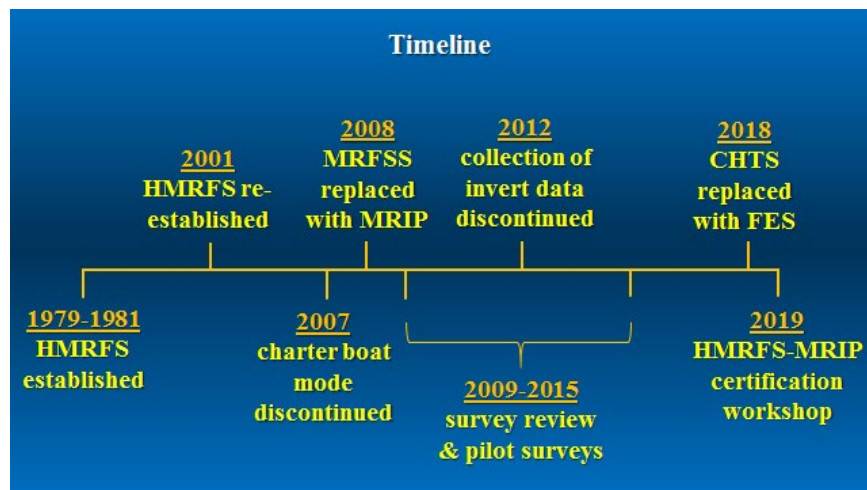 Timeline
2001
HMRFS re-
established
2008
MRFSS
replaced
with MRIP
2012
collection of
invert data
discontinued
2018
CHTS
replaced
with FES
1979-1981
HMRFS
established
2007
charter boat
mode
discontinued
2009-2015
survey review
& pilot surveys
2019
HMRFS-MRIP
certification
workshop